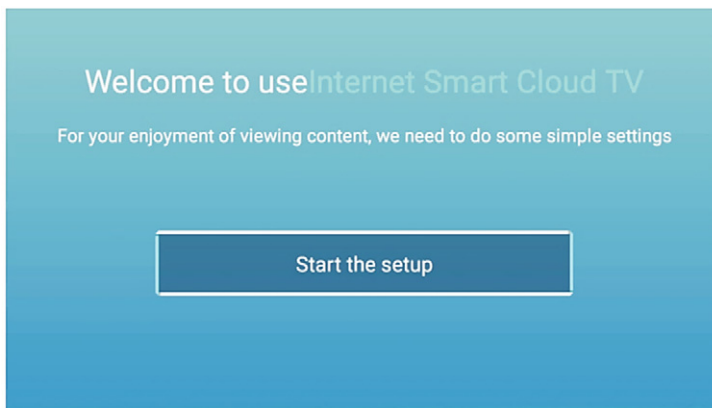 Welcome to useInternet Smart Cloud TV
For your enjoyment of viewing content, we need to do some simple settings
Start the setup